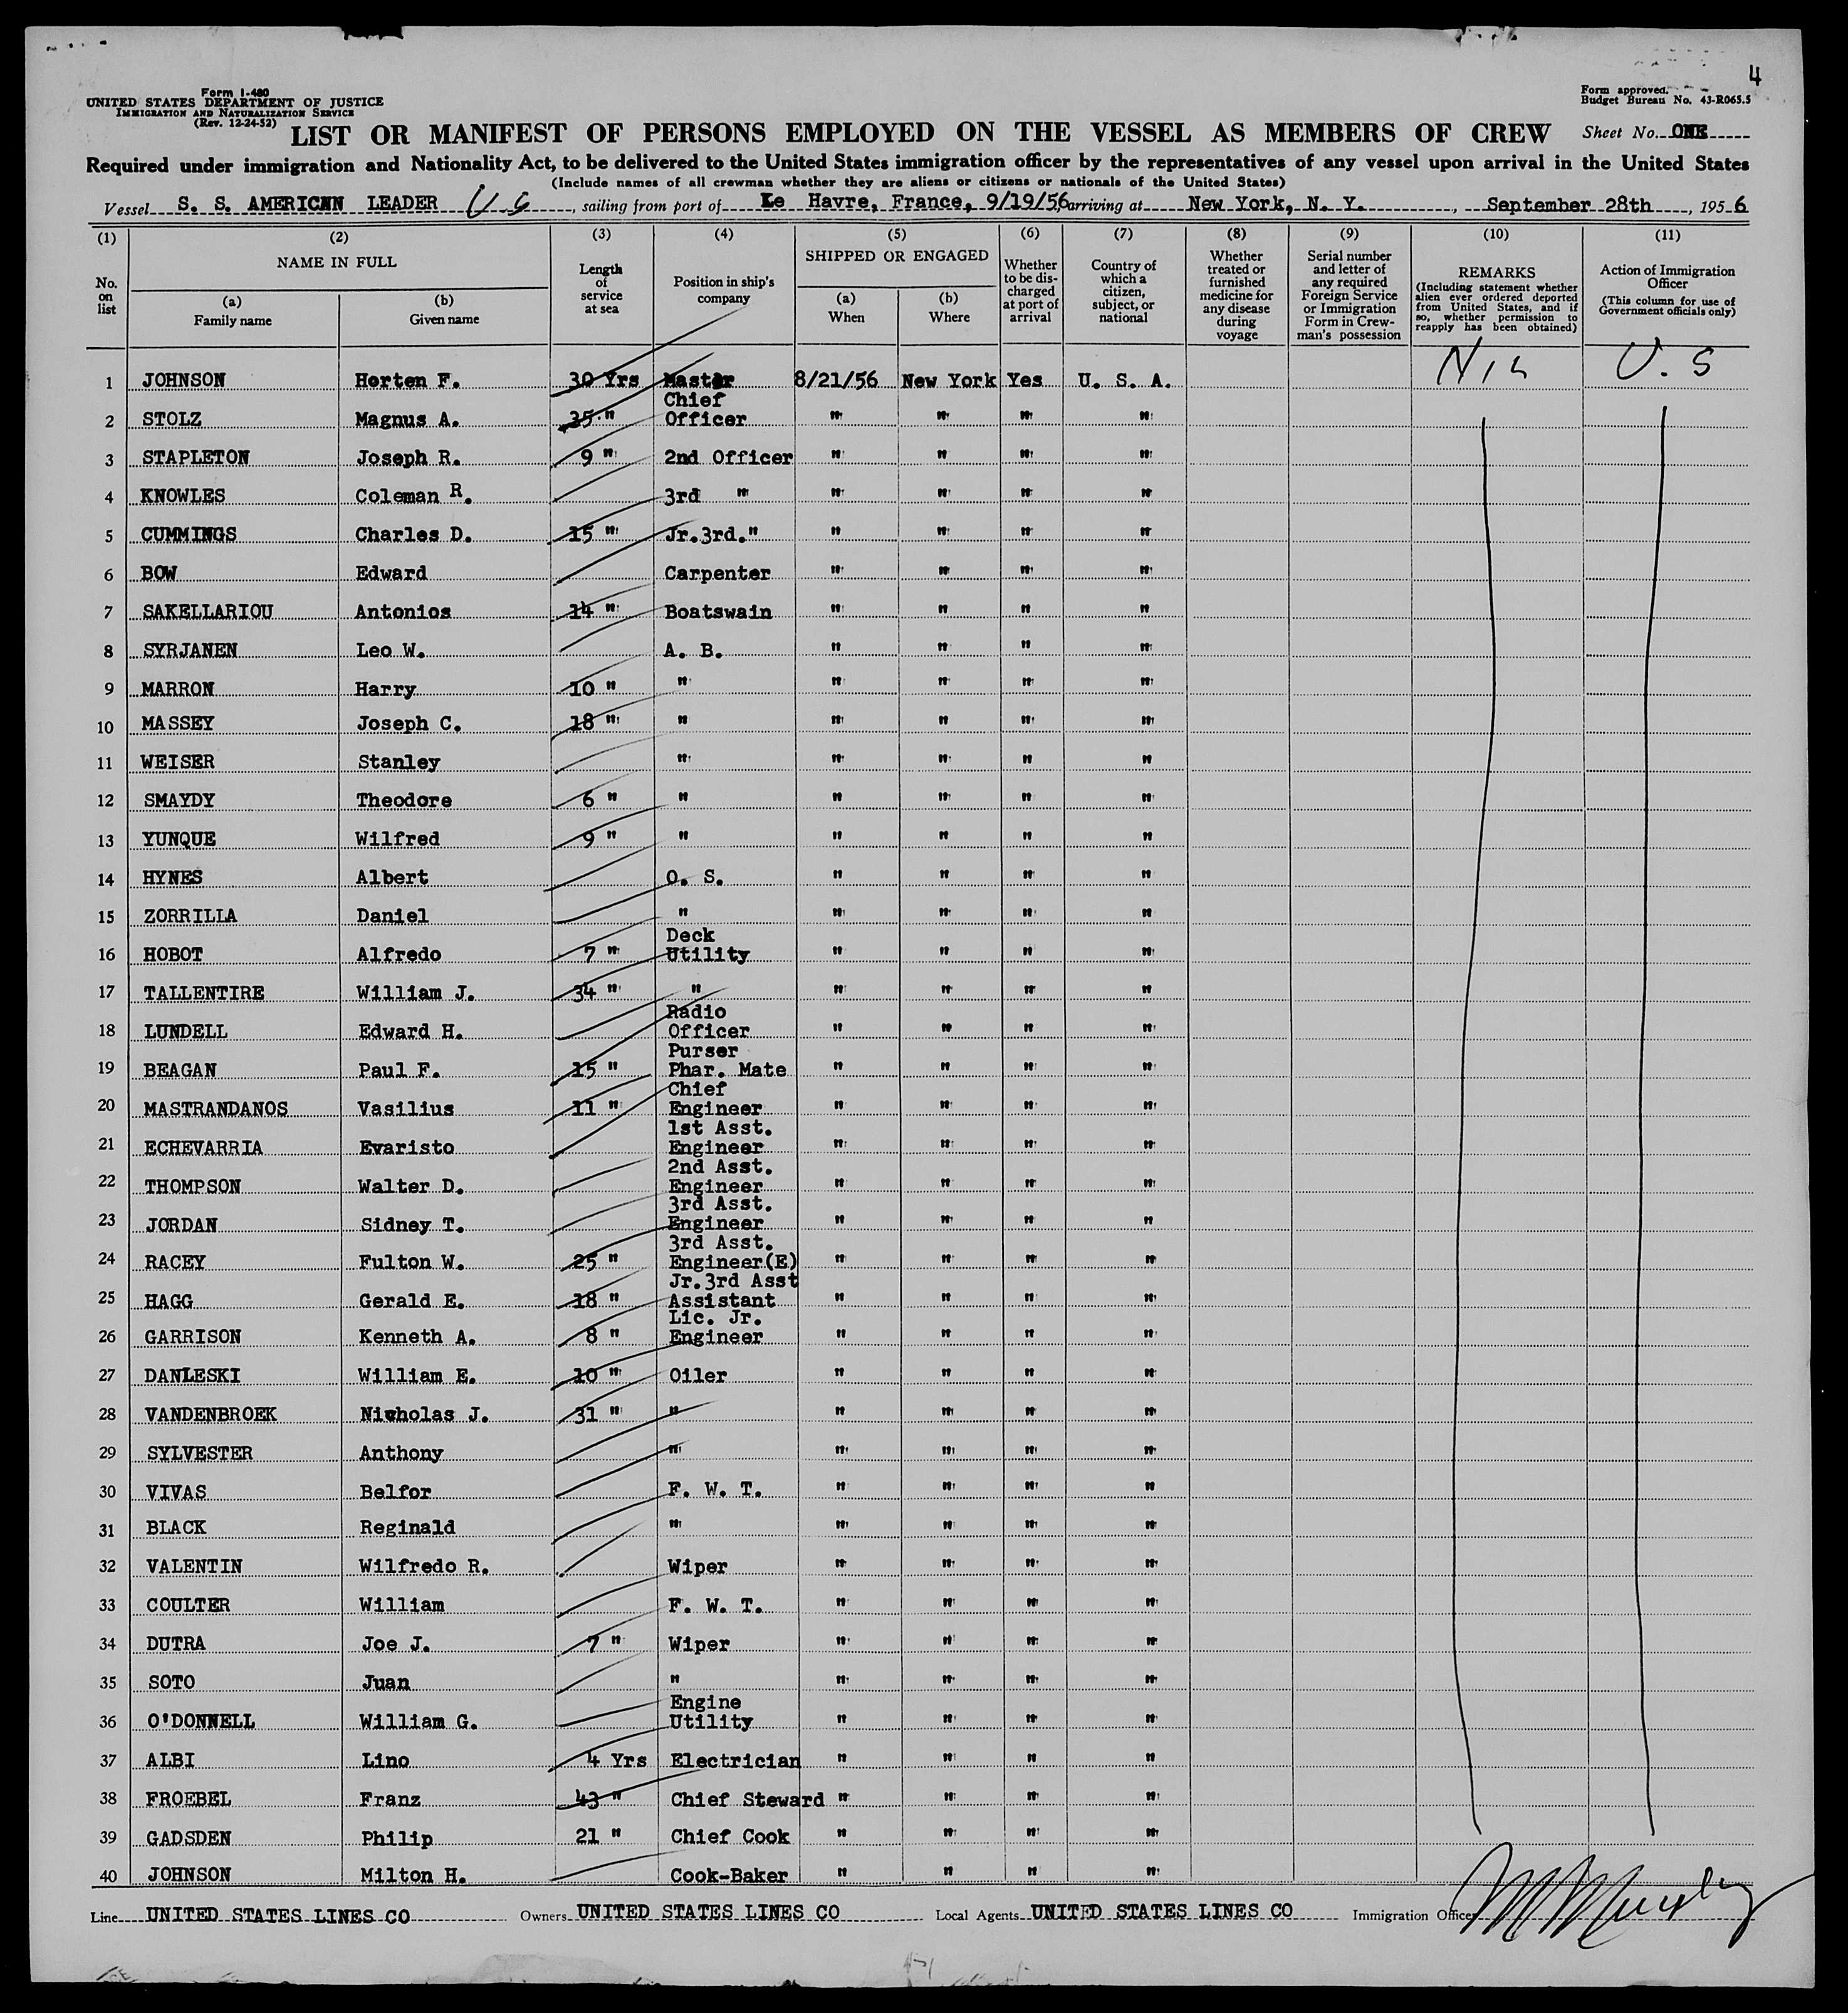 4
Form I-480
UNITED STATES DEPARTMENT OF JUSTICE
IMMIGRATION AND NATURALIZATION SERVICE
(Rev. 12-24-52)
Form approved.
Budget Bureau No. 43-R065.5
LIST OR MANIFEST OF PERSONS EMPLOYED ON THE VESSEL AS MEMBERS OF CREW Sheet No. ONE
Required under immigration and Nationality Act, to be delivered to the United States immigration officer by the representatives of any vessel upon arrival in the United States
(Include names of all crewman whether they are aliens or citizens or nationals of the United States)
Vessel S. S. AMERICAN LEADER U S, sailing from port of Le Havre, France, 9/19/56 arriving at New York, N. Y., September 28th, 1956
(1) (2) (3) (4) (5) (6) (7) (8) (9) (10) (11)
No. on list
NAME IN FULL
(a) Family name
(b) Given name
Length of service at sea
Position in ship's company
SHIPPED OR ENGAGED
(a) When
(b) Where
Whether to be discharged at port of arrival
Country of which a citizen, subject, or national
Whether treated or furnished medicine for any disease during voyage
Serial number and letter of any required Foreign Service or Immigration Form in Crewman's possession
REMARKS
(Including statement whether alien ever ordered deported from United States, and if so, whether permission to reapply has been obtained)
Action of Immigration Officer
(This column for use of Government officials only)
1 JOHNSON Horten F. 30 Yrs Master 8/21/56 New York Yes U. S. A. Nil U. S
2 STOLZ Magnus A. 35 " Chief Officer " " " "
3 STAPLETON Joseph R. 9 " 2nd Officer " " " "
4 KNOWLES Coleman R. 3rd " " " " "
5 CUMMINGS Charles D. 15 " Jr.3rd." " " " "
6 BOW Edward Carpenter " " " "
7 SAKELLARIOU Antonios 14 " Boatswain " " " "
8 SYRJANEN Leo W. A. B. " " " "
9 MARRON Harry 10 " " " " " "
10 MASSEY Joseph C. 18 " " " " " "
11 WEISER Stanley " " " " "
12 SMAYDY Theodore 6 " " " " " "
13 YUNQUE Wilfred 9 " " " " " "
14 HYNES Albert O. S. " " " "
15 ZORRILLA Daniel " " " " "
16 HOBOT Alfredo 7 " Deck Utility " " " "
17 TALLENTIRE William J. 34 " " " " " "
18 LUNDELL Edward H. Radio Officer " " " "
19 BEAGAN Paul F. 15 " Purser Phar. Mate " " " "
20 MASTRANDANOS Vasilius 11 " Chief Engineer " " " "
21 ECHEVARRIA Evaristo 1st Asst. Engineer " " " "
22 THOMPSON Walter D. 2nd Asst. Engineer " " " "
23 JORDAN Sidney T. 3rd Asst. Engineer " " " "
24 RACEY Fulton W. 25 " 3rd Asst. Engineer(E) " " " "
25 HAGG Gerald E. 18 " Jr.3rd Asst Assistant " " " "
26 GARRISON Kenneth A. 8 " Lic. Jr. Engineer " " " "
27 DANLESKI William E. 10 " Oiler " " " "
28 VANDENBROEK Nicholas J. 31 " " " " " "
29 SYLVESTER Anthony " " " " "
30 VIVAS Belfor F. W. T. " " " "
31 BLACK Reginald " " " " "
32 VALENTIN Wilfredo R. Wiper " " " "
33 COULTER William F. W. T. " " " "
34 DUTRA Joe J. 7 " Wiper " " " "
35 SOTO Juan " " " " "
36 O'DONNELL William G. Engine Utility " " " "
37 ALBI Lino 4 Yrs Electrician " " " "
38 FROEBEL Franz 43 " Chief Steward " " " "
39 GADSDEN Philip 21 " Chief Cook " " " "
40 JOHNSON Milton H. Cook-Baker " " " "
Line UNITED STATES LINES CO Owners UNITED STATES LINES CO Local Agents UNITED STATES LINES CO Immigration Officer